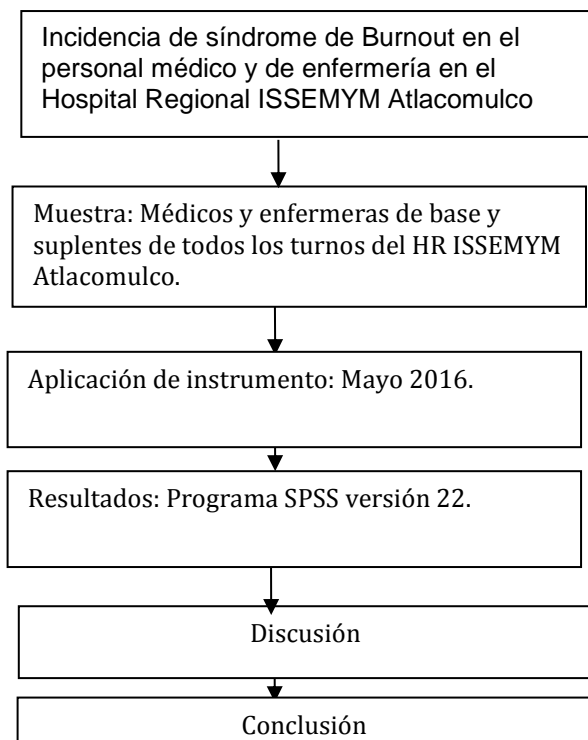 Incidencia de síndrome de Burnout en el
personal médico y de enfermería en el
Hospital Regional ISSEMYM Atlacomulco
Muestra: Médicos y enfermeras de base y
suplentes de todos los turnos del HR ISSEMYM
Atlacomulco.
Aplicación de instrumento: Mayo 2016.
Resultados: Programa SPSS versión 22.
Discusión
Conclusión